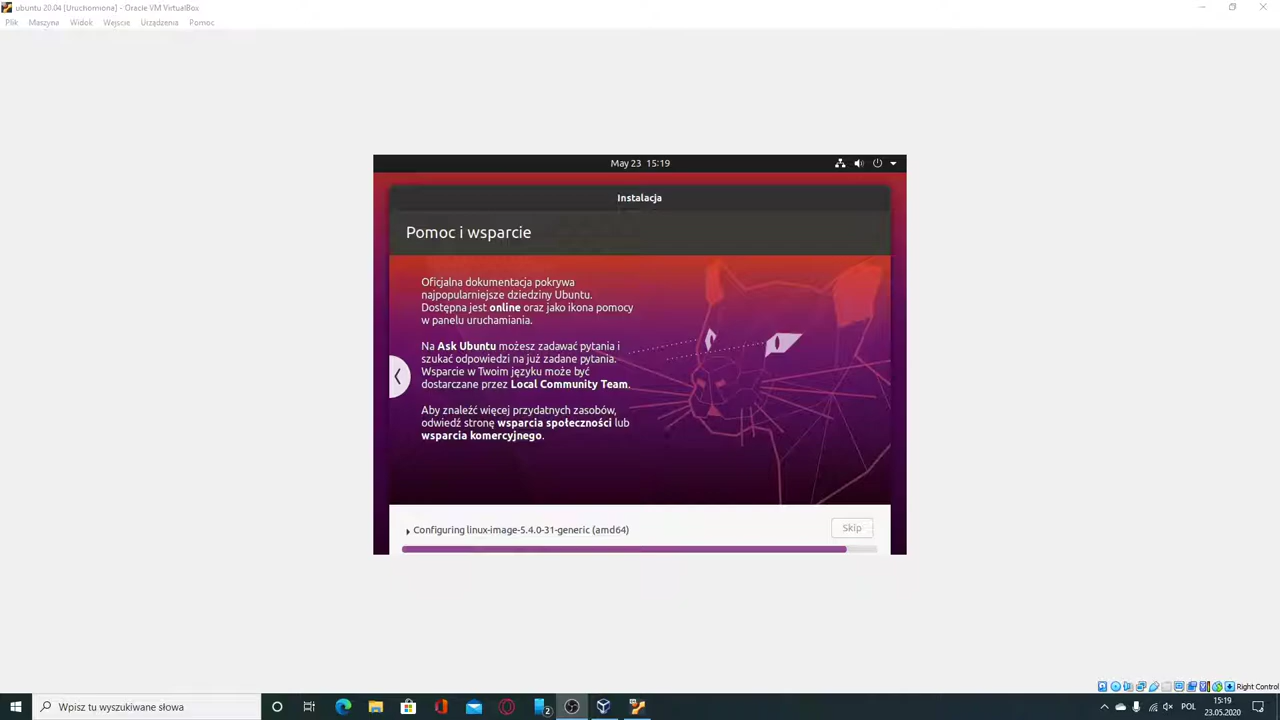 ubuntu 20.04 [Uruchomiona] - Oracle VM VirtualBox
Plik Maszyna Widok Wejście Urządzenia Pomoc
May 23 15:19
Instalacja
Pomoc i wsparcie
Oficjalna dokumentacja pokrywa
najpopularniejsze dziedziny Ubuntu.
Dostępna jest online oraz jako ikona pomocy
w panelu uruchamiania.
Na Ask Ubuntu możesz zadawać pytania i
szukać odpowiedzi na już zadane pytania.
Wsparcie w Twoim języku może być
dostarczane przez Local Community Team.
Aby znaleźć więcej przydatnych zasobów,
odwiedź stronę wsparcia społeczności lub
wsparcia komercyjnego.
Configuring linux-image-5.4.0-31-generic (amd64)
Skip
Right Control
Wpisz tu wyszukiwane słowa
2
POL
15:19
23.05.2020